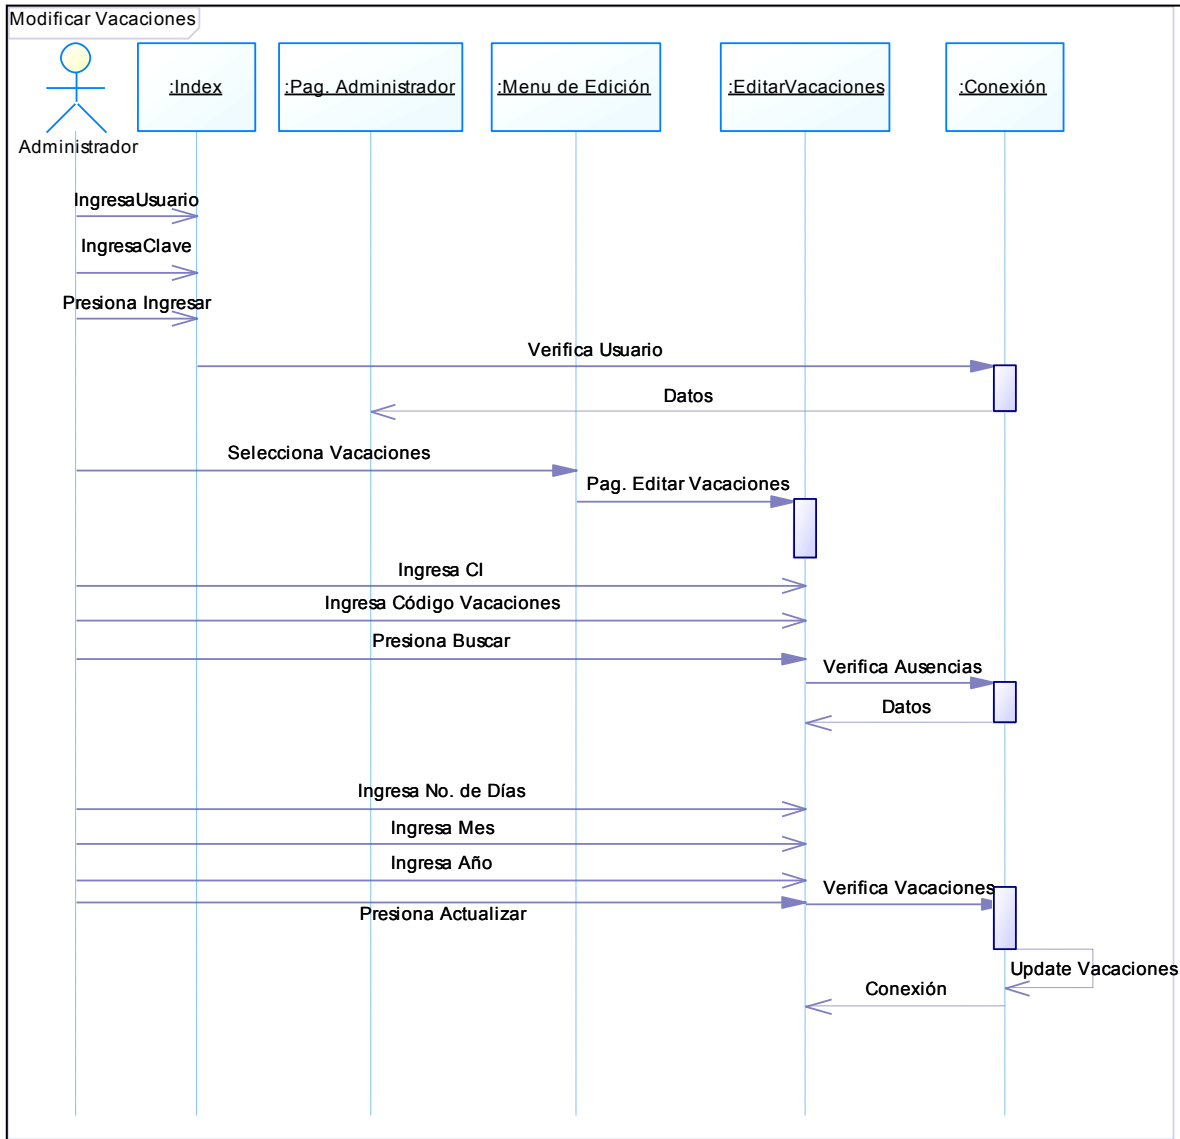 Modificar Vacaciones
:Index
:Pag. Administrador
:Menu de Edición
:EditarVacaciones
:Conexión
Administrador
IngresaUsuario
IngresaClave
Presiona Ingresar
Verifica Usuario
Datos
Selecciona Vacaciones
Pag. Editar Vacaciones
Ingresa CI
Ingresa Código Vacaciones
Presiona Buscar
Verifica Ausencias
Datos
Ingresa No. de Días
Ingresa Mes
Ingresa Año
Verifica Vacaciones
Presiona Actualizar
Update Vacaciones
Conexión